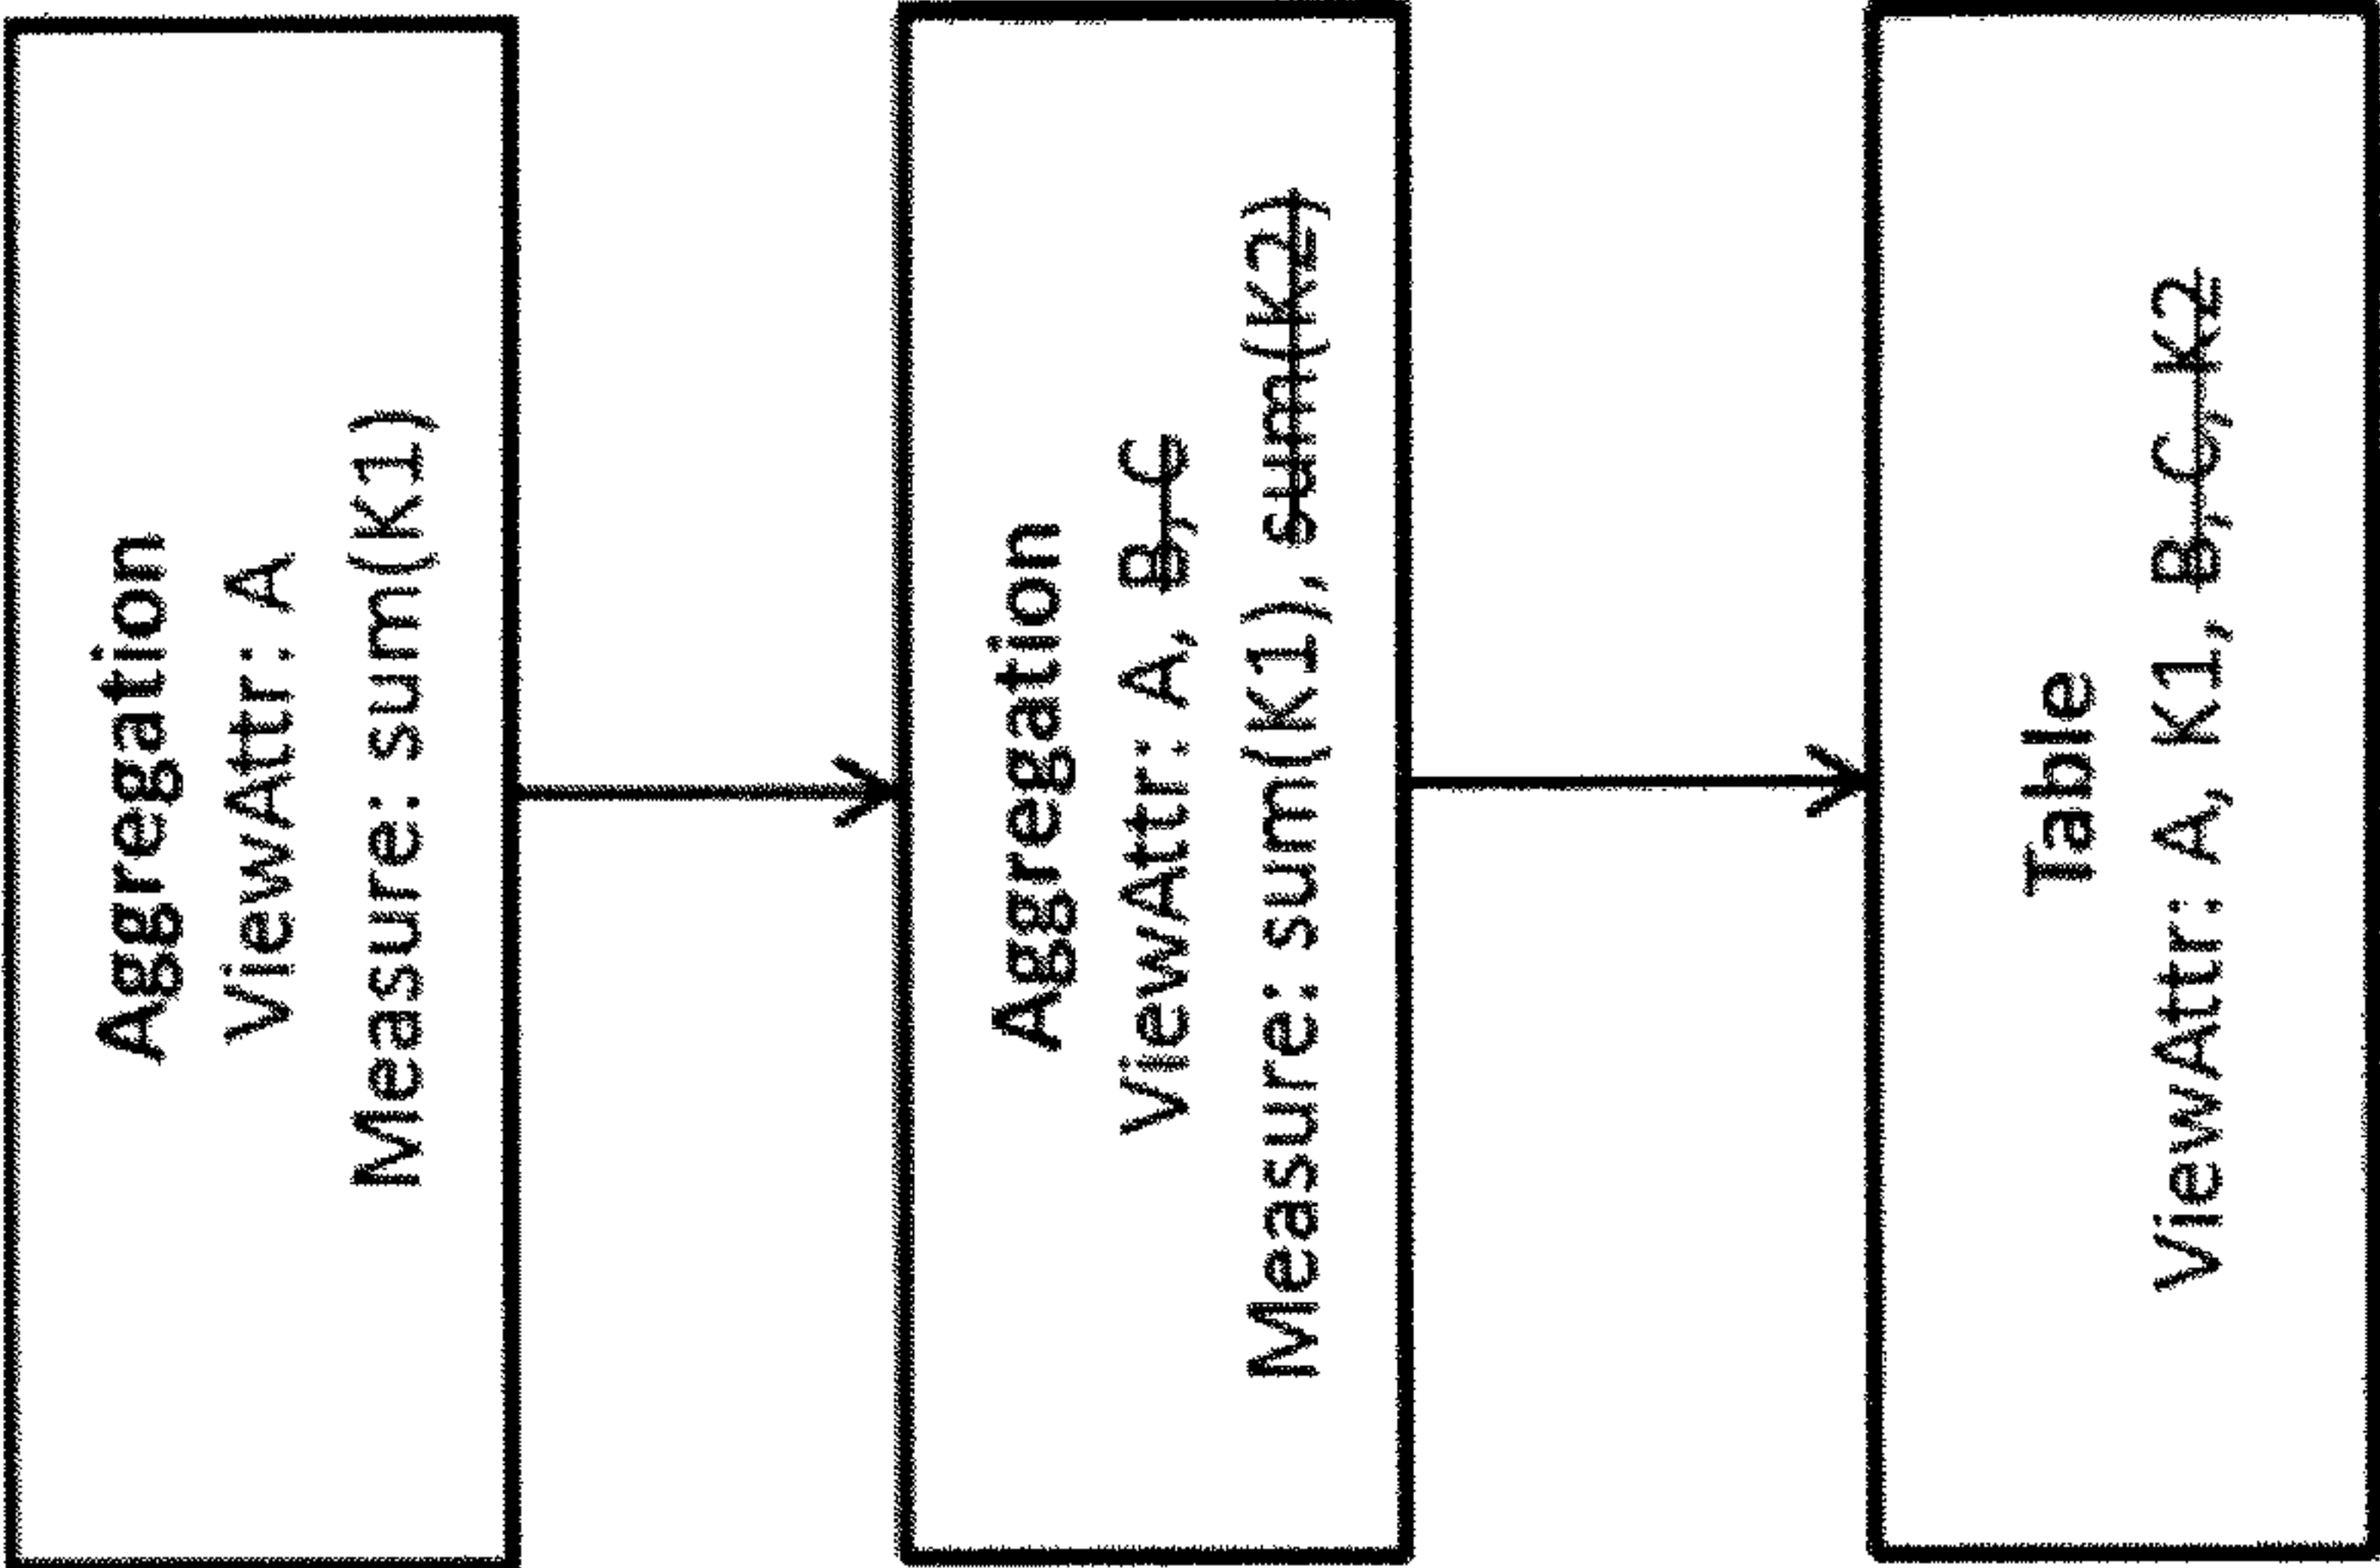 Aggregation
ViewAttr: A
Measure: sum(K1)
Aggregation
ViewAttr: A, B, C
Measure: sum(K1), sum(K2)
Table
ViewAttr: A, K1, B, C, K2